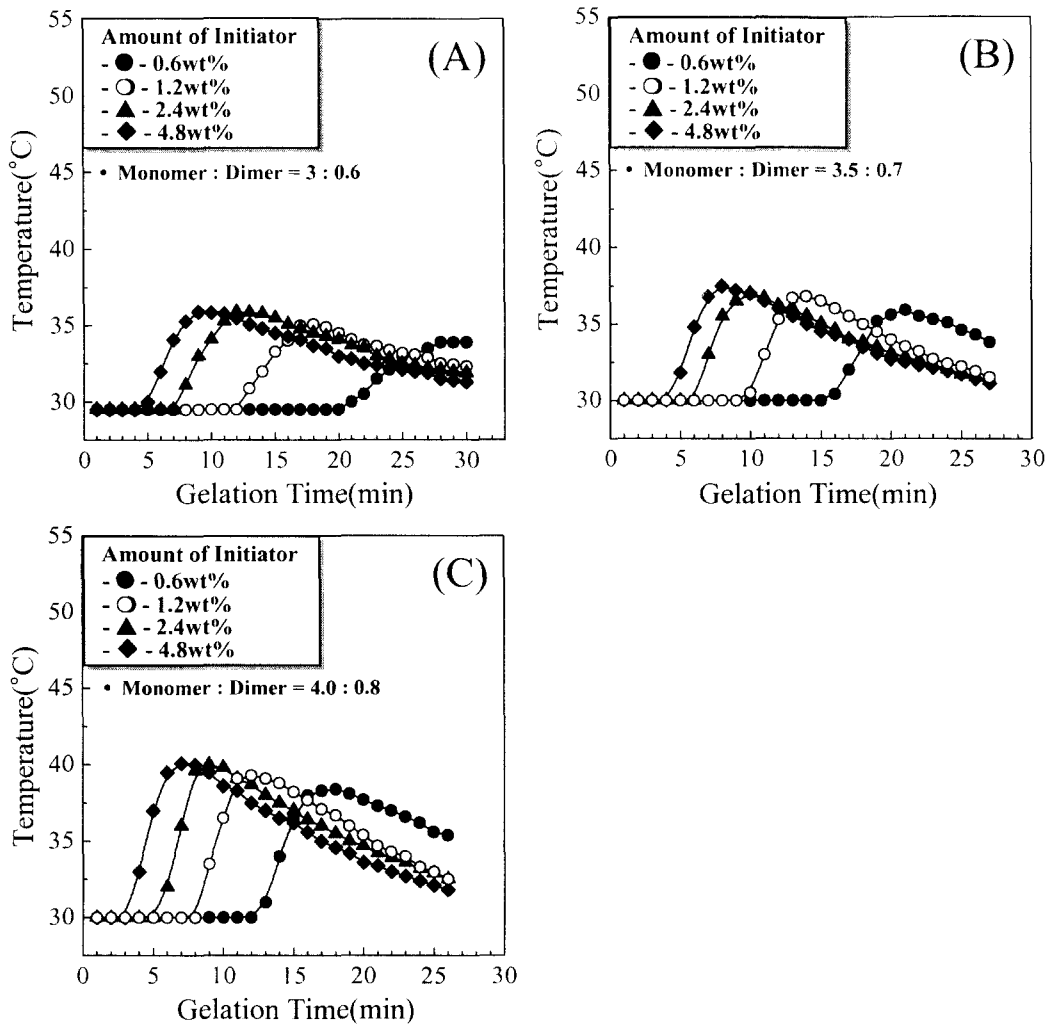 Amount of Initiator
- ● - 0.6wt%
- ○ - 1.2wt%
- ▲ - 2.4wt%
- ◆ - 4.8wt%
(A)
• Monomer : Dimer = 3 : 0.6
Temperature(°C)
55
50
45
40
35
30
0 5 10 15 20 25 30
Gelation Time(min)
Amount of Initiator
- ● - 0.6wt%
- ○ - 1.2wt%
- ▲ - 2.4wt%
- ◆ - 4.8wt%
(B)
• Monomer : Dimer = 3.5 : 0.7
Temperature(°C)
55
50
45
40
35
30
0 5 10 15 20 25 30
Gelation Time(min)
Amount of Initiator
- ● - 0.6wt%
- ○ - 1.2wt%
- ▲ - 2.4wt%
- ◆ - 4.8wt%
(C)
• Monomer : Dimer = 4.0 : 0.8
Temperature(°C)
55
50
45
40
35
30
0 5 10 15 20 25 30
Gelation Time(min)